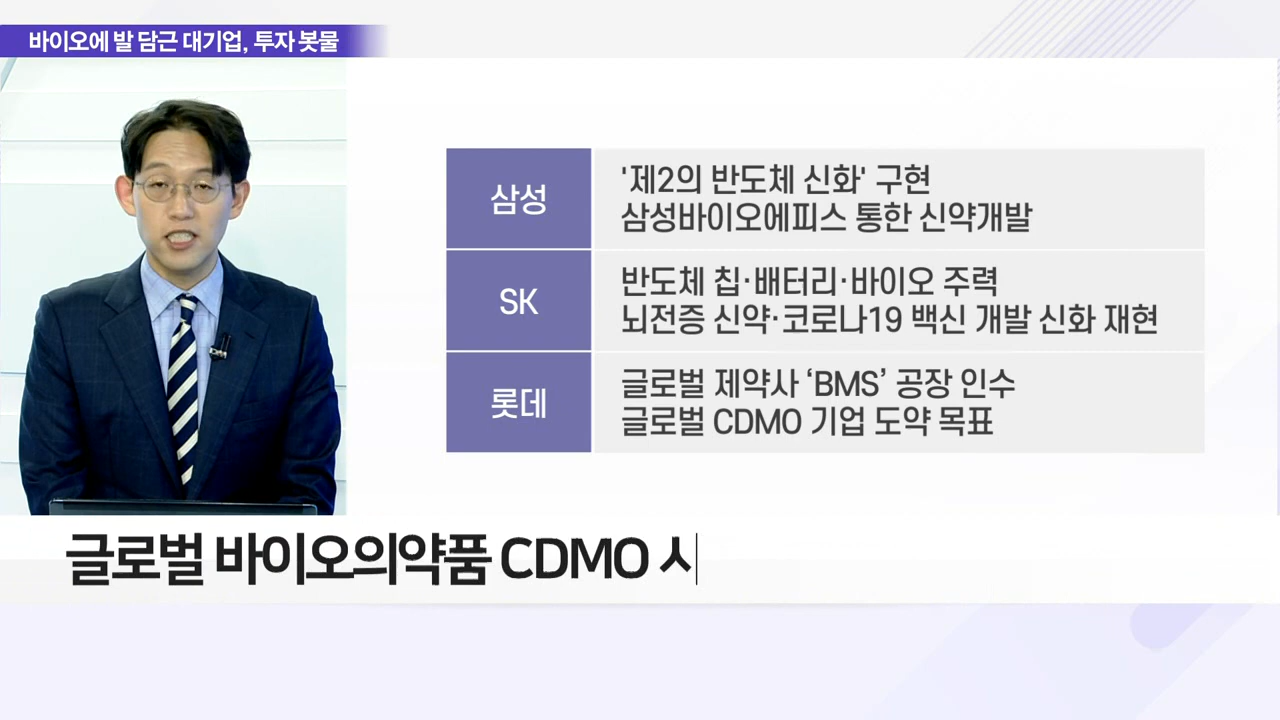 바이오에 발 담근 대기업, 투자 봇물
삼성
'제2의 반도체 신화' 구현
삼성바이오에피스 통한 신약개발
SK
반도체 칩·배터리·바이오 주력
뇌전증 신약·코로나19 백신 개발 신화 재현
롯데
글로벌 제약사 ‘BMS’ 공장 인수
글로벌 CDMO 기업 도약 목표
글로벌 바이오의약품 CDMO 시